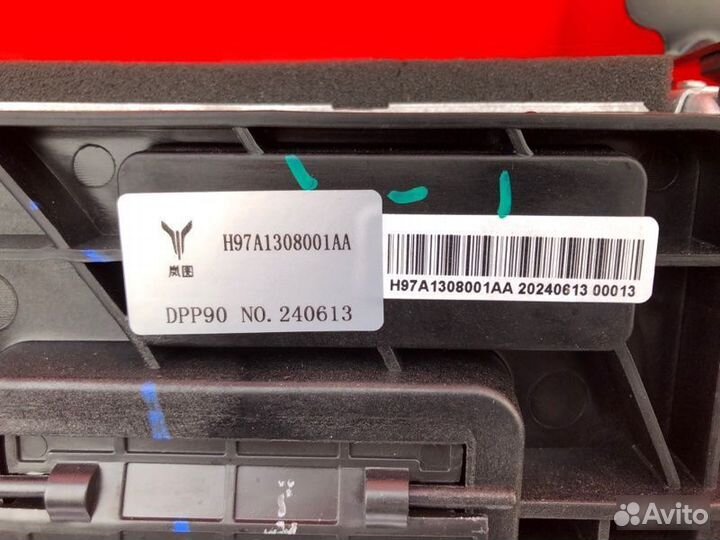 H97A1308001AA
岚图
DPP90 NO.240613
H97A1308001AA 20240613 00013
Avito